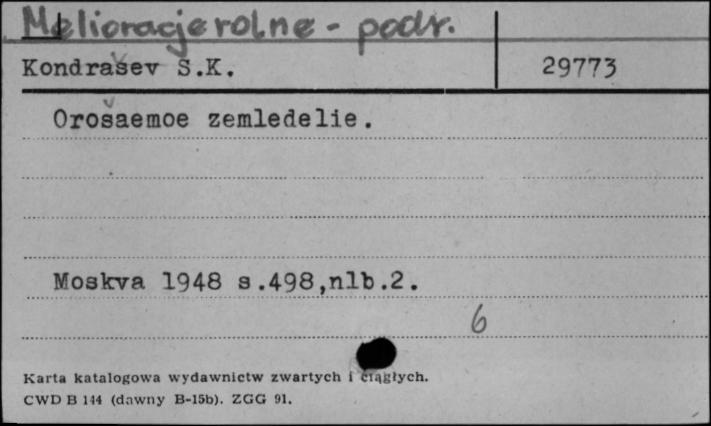 Melioracje rolne - podr.
Kondrašev S.K. 29773
Orošaemoe zemledelie.
Moskva 1948 s.498,nlb.2.
6
Karta katalogowa wydawnictw zwartych i ciągłych.
CWD B 144 (dawny B-15b). ZGG 91.